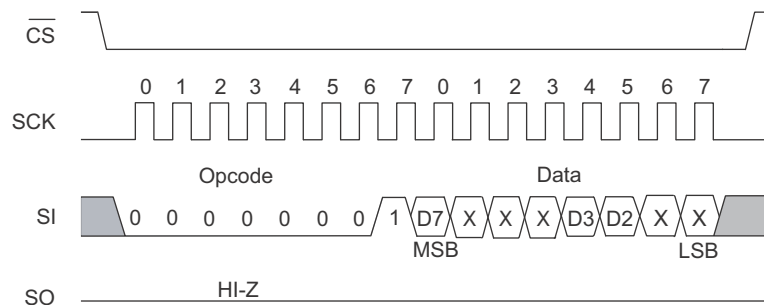 CS
0 1 2 3 4 5 6 7 0 1 2 3 4 5 6 7
SCK
Opcode Data
SI 0 0 0 0 0 0 0 1 D7 X X X D3 D2 X X
MSB LSB
HI-Z
SO